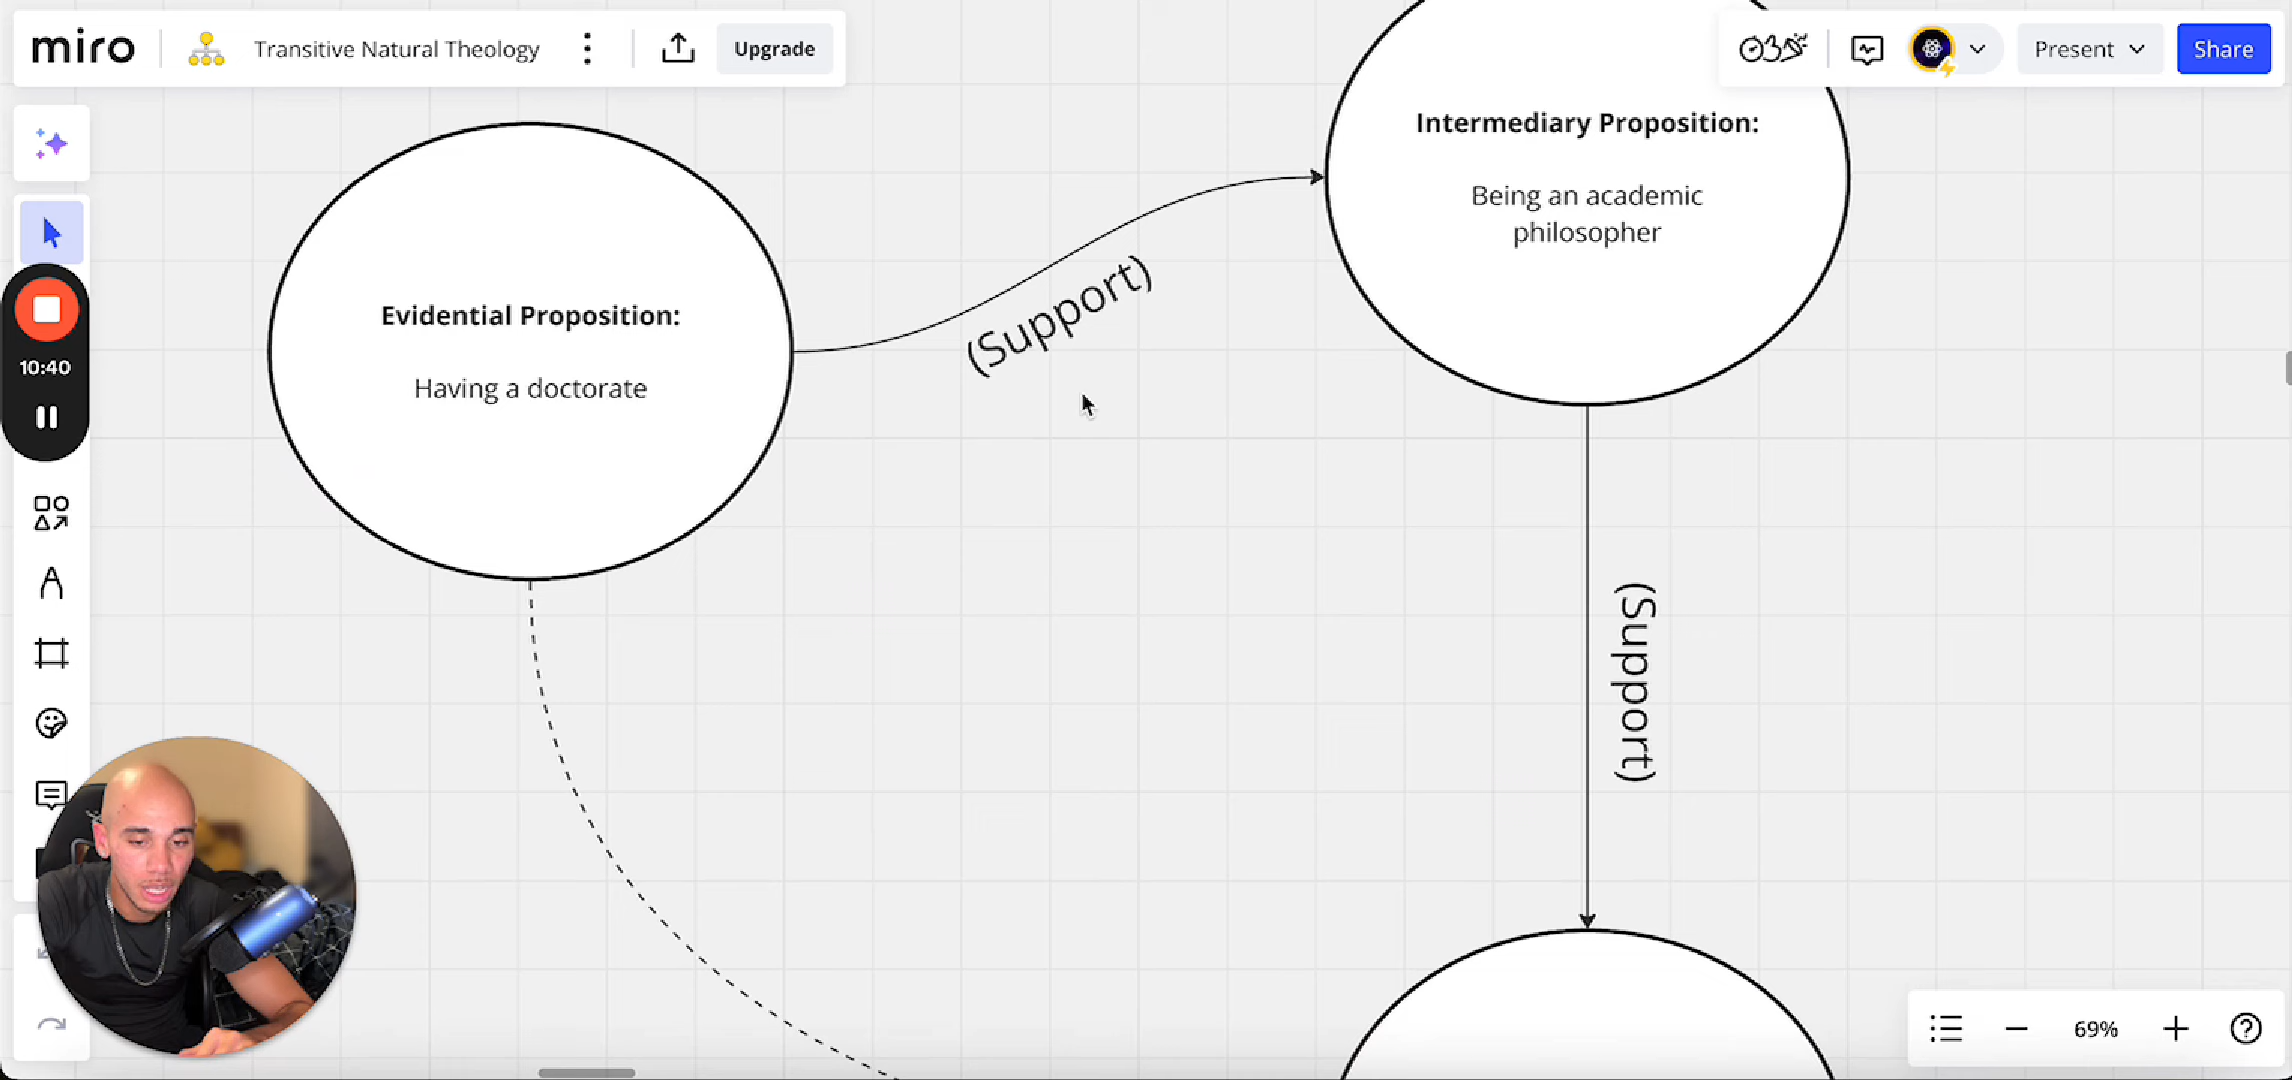 miro
Transitive Natural Theology
Upgrade
Present
Share
Intermediary Proposition:
Being an academic
philosopher
(Support)
Evidential Proposition:
Having a doctorate
10:40
(Support)
69%